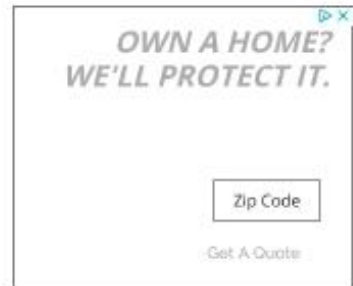 OWN A HOME?
WE'LL PROTECT IT.
Zip Code
Get A Quote